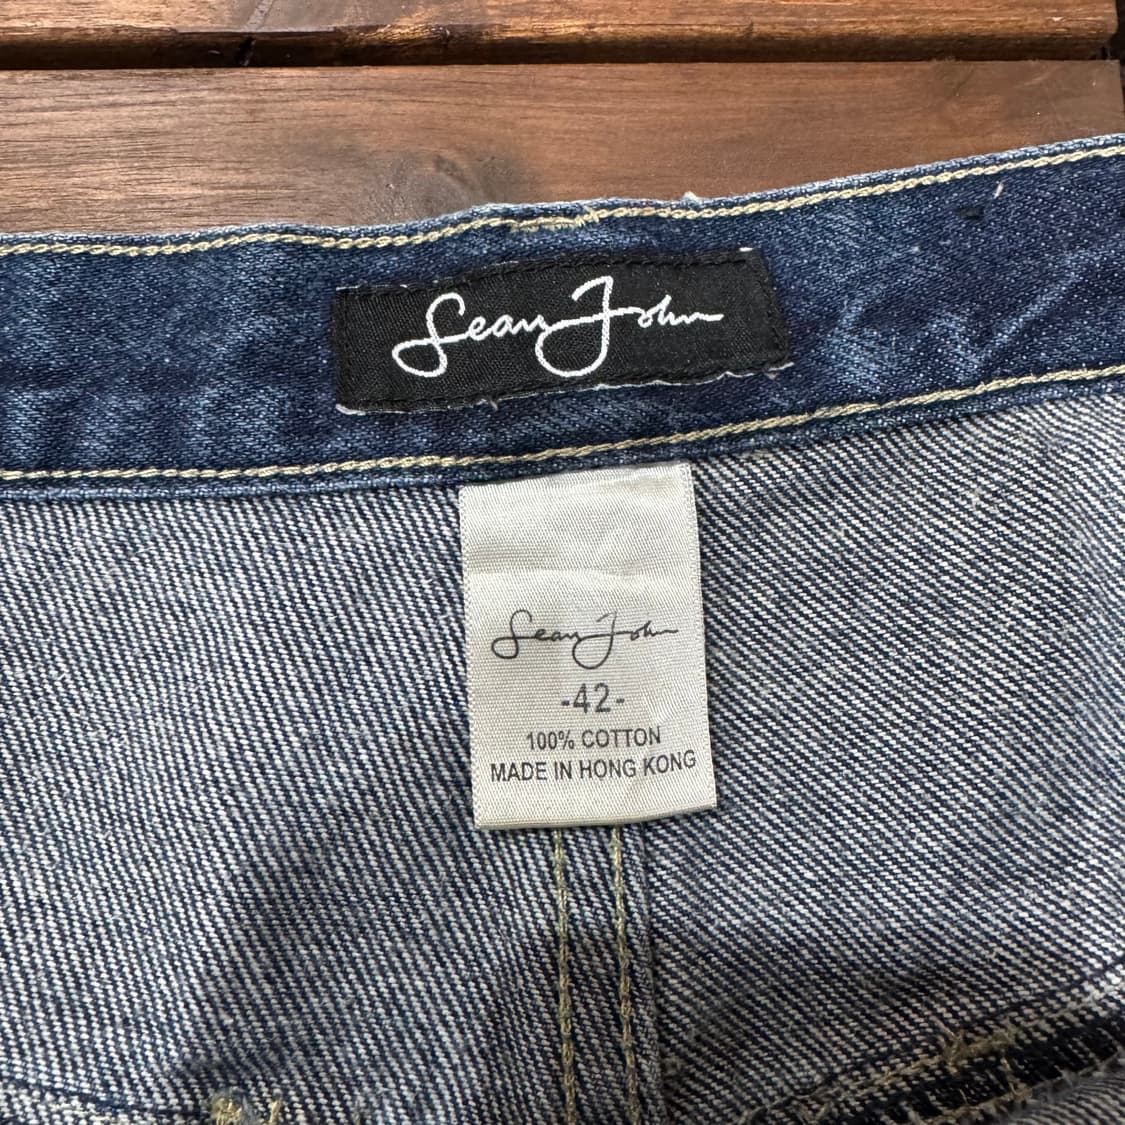 Sean John
Sean John
-42-
100% COTTON
MADE IN HONG KONG